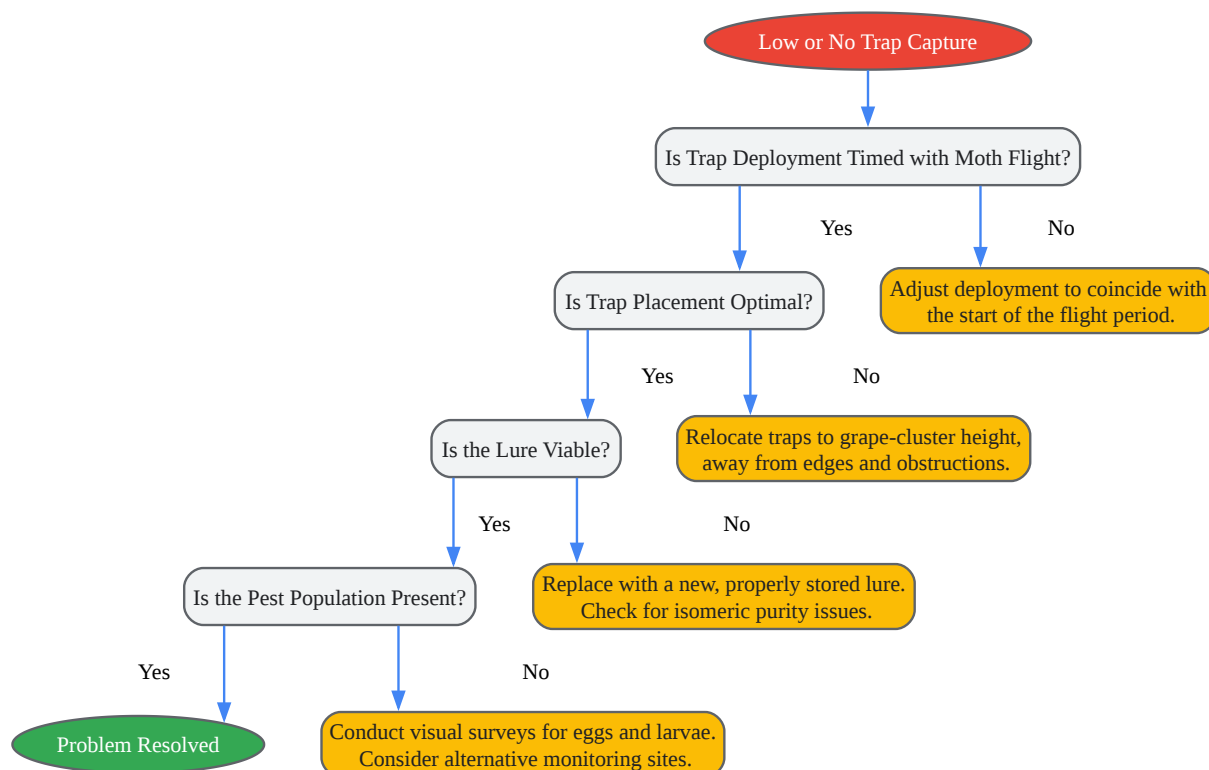 Low or No Trap Capture
Is Trap Deployment Timed with Moth Flight?
Yes
No
Is Trap Placement Optimal?
Adjust deployment to coincide with
the start of the flight period.
Yes
No
Is the Lure Viable?
Relocate traps to grape-cluster height,
away from edges and obstructions.
Yes
No
Is the Pest Population Present?
Replace with a new, properly stored lure.
Check for isomeric purity issues.
Yes
No
Problem Resolved
Conduct visual surveys for eggs and larvae.
Consider alternative monitoring sites.